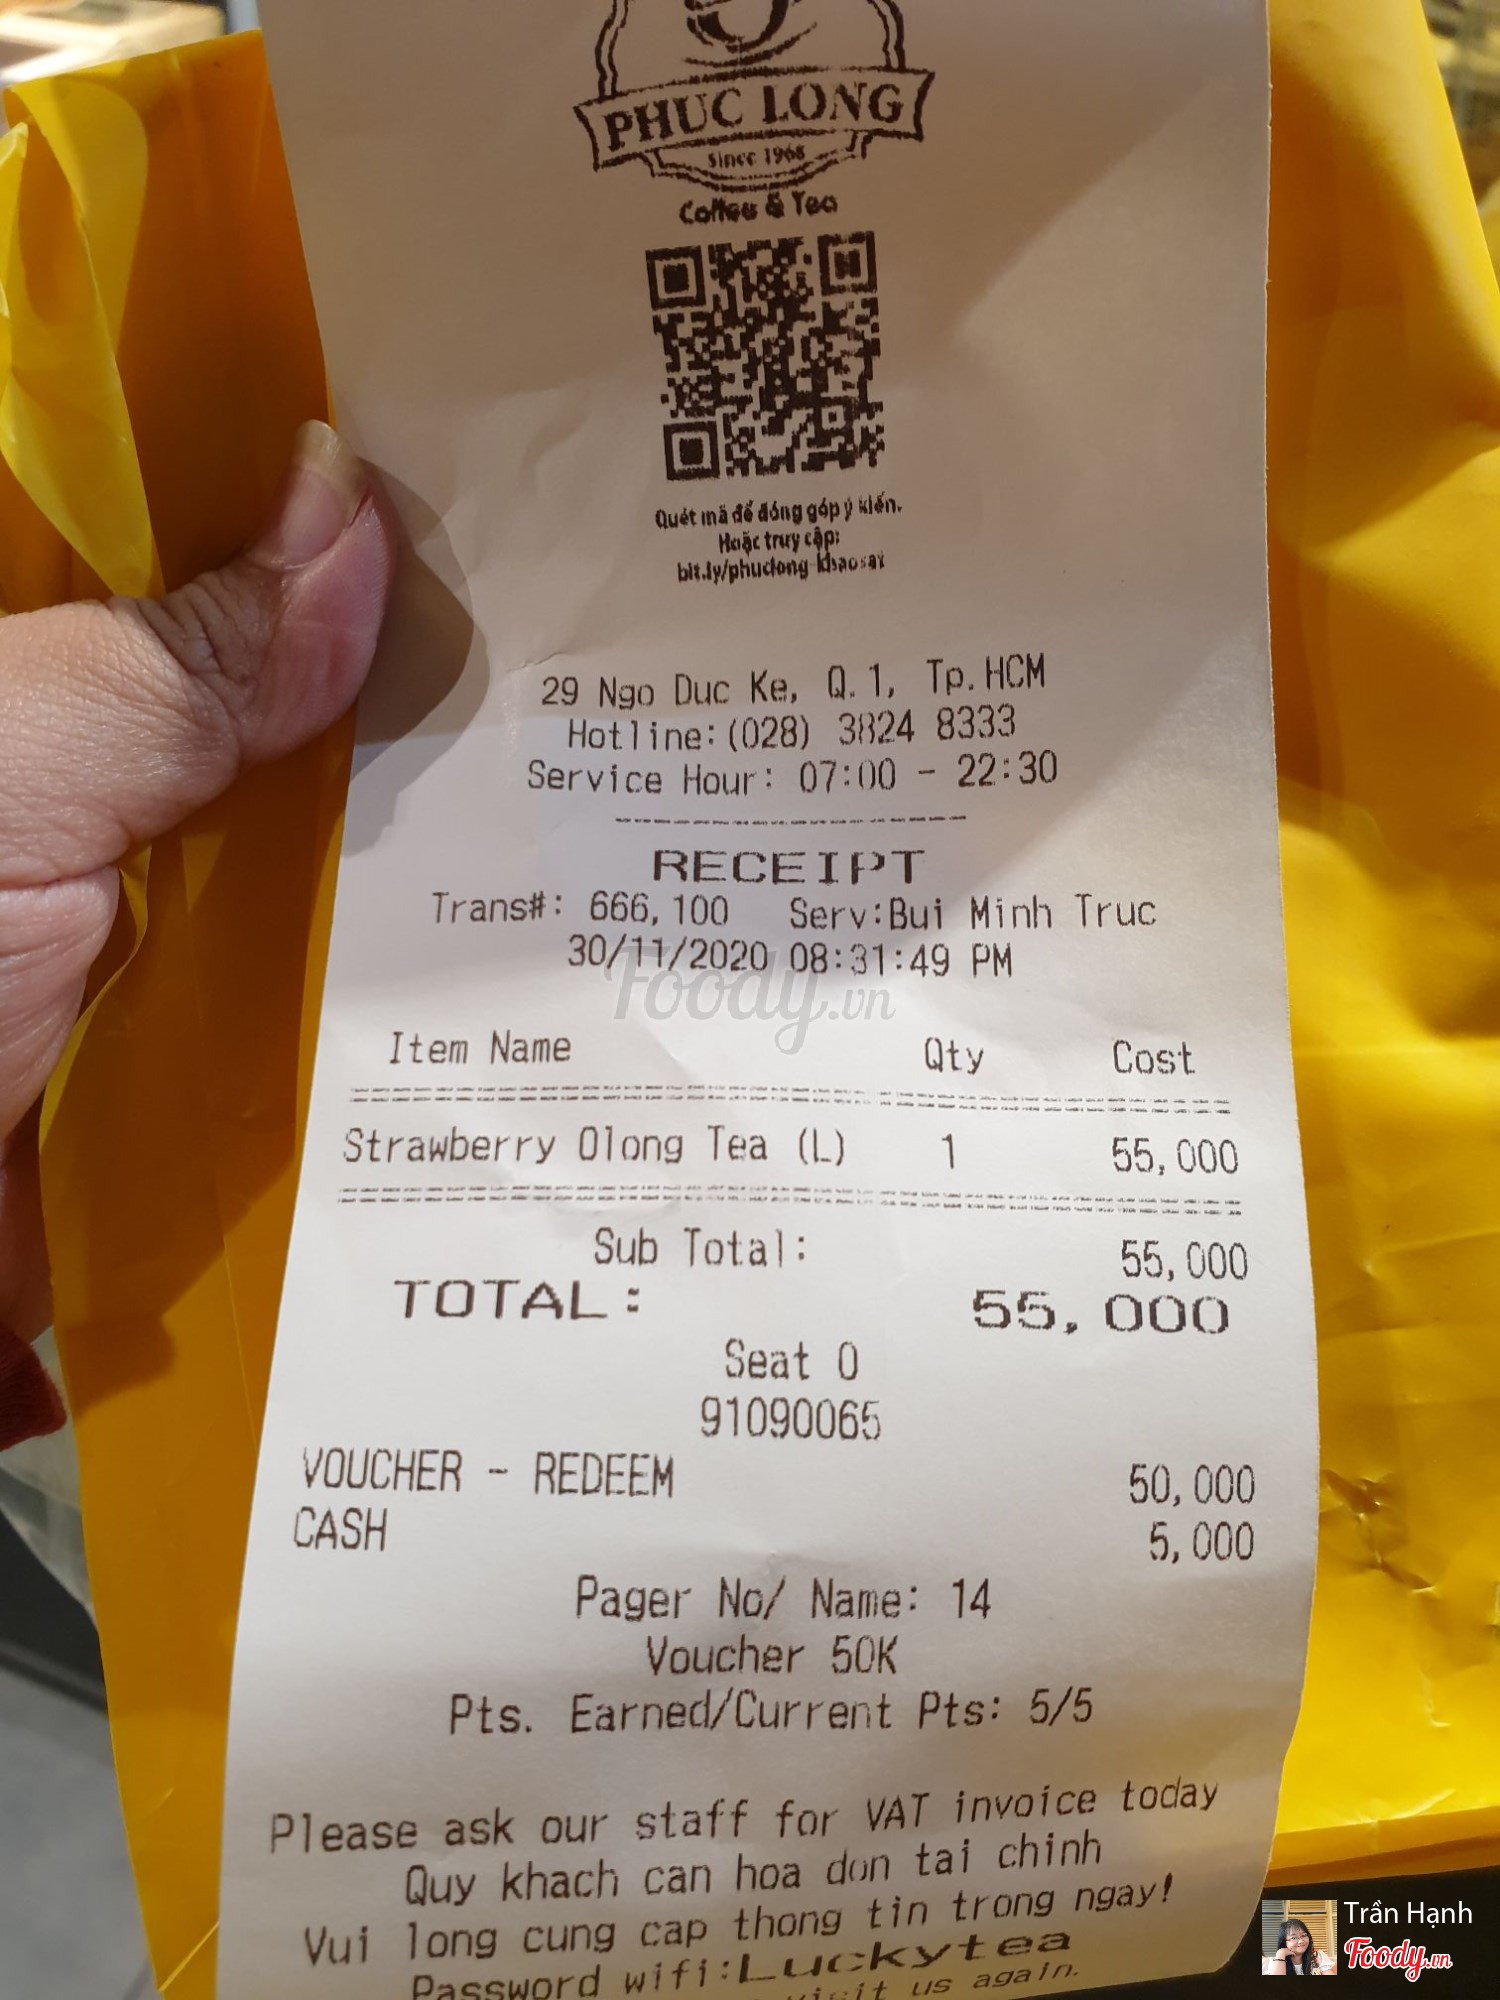 PHUC LONG
Since 1968
Coffee & Tea
Quét mã để đóng góp ý kiến.
Hoặc truy cập:
bit.ly/phuclong-khaosat
29 Ngo Duc Ke, Q.1, Tp.HCM
Hotline:(028) 3824 8333
Service Hour: 07:00 - 22:30
RECEIPT
Trans#: 666,100 Serv:Bui Minh Truc
30/11/2020 08:31:49 PM
Foody.vn
Item Name Qty Cost
Strawberry Olong Tea (L) 1 55,000
Sub Total: 55,000
TOTAL: 55,000
Seat 0
91090065
VOUCHER - REDEEM 50,000
CASH 5,000
Pager No/ Name: 14
Voucher 50K
Pts. Earned/Current Pts: 5/5
Please ask our staff for VAT invoice today
Quy khach can hoa don tai chinh
Vui long cung cap thong tin trong ngay!
Password wifi:Luckytea
visit us again.
Trần Hạnh
Foody.vn